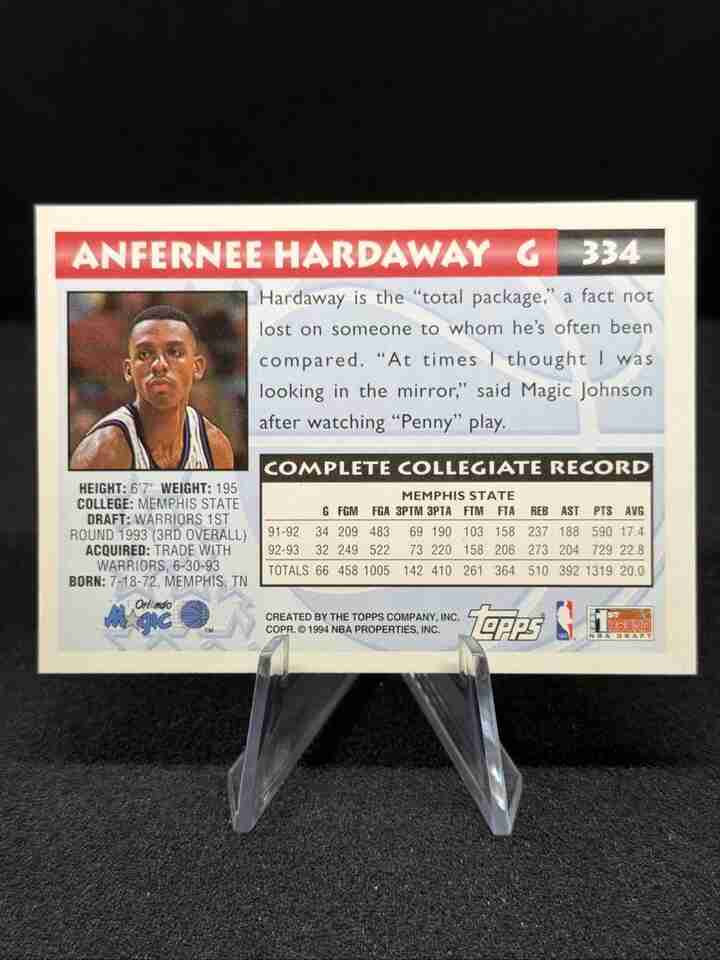 ANFERNEE HARDAWAY G 334
Hardaway is the "total package," a fact not
lost on someone to whom he's often been
compared. "At times I thought I was
looking in the mirror," said Magic Johnson
after watching "Penny" play.
HEIGHT: 6'7" WEIGHT: 195
COLLEGE: MEMPHIS STATE
DRAFT: WARRIORS 1ST
ROUND 1993 (3RD OVERALL)
ACQUIRED: TRADE WITH
WARRIORS, 6-30-93
BORN: 7-18-72, MEMPHIS, TN
Orlando
Magic
COMPLETE COLLEGIATE RECORD
MEMPHIS STATE
G FGM FGA 3PTM 3PTA FTM FTA REB AST PTS AVG
91-92 34 209 483 69 190 103 158 237 188 590 17.4
92-93 32 249 522 73 220 158 206 273 204 729 22.8
TOTALS 66 458 1005 142 410 261 364 510 392 1319 20.0
CREATED BY THE TOPPS COMPANY, INC.
COPR. © 1994 NBA PROPERTIES, INC.
Topps
1ST
NBA DRAFT